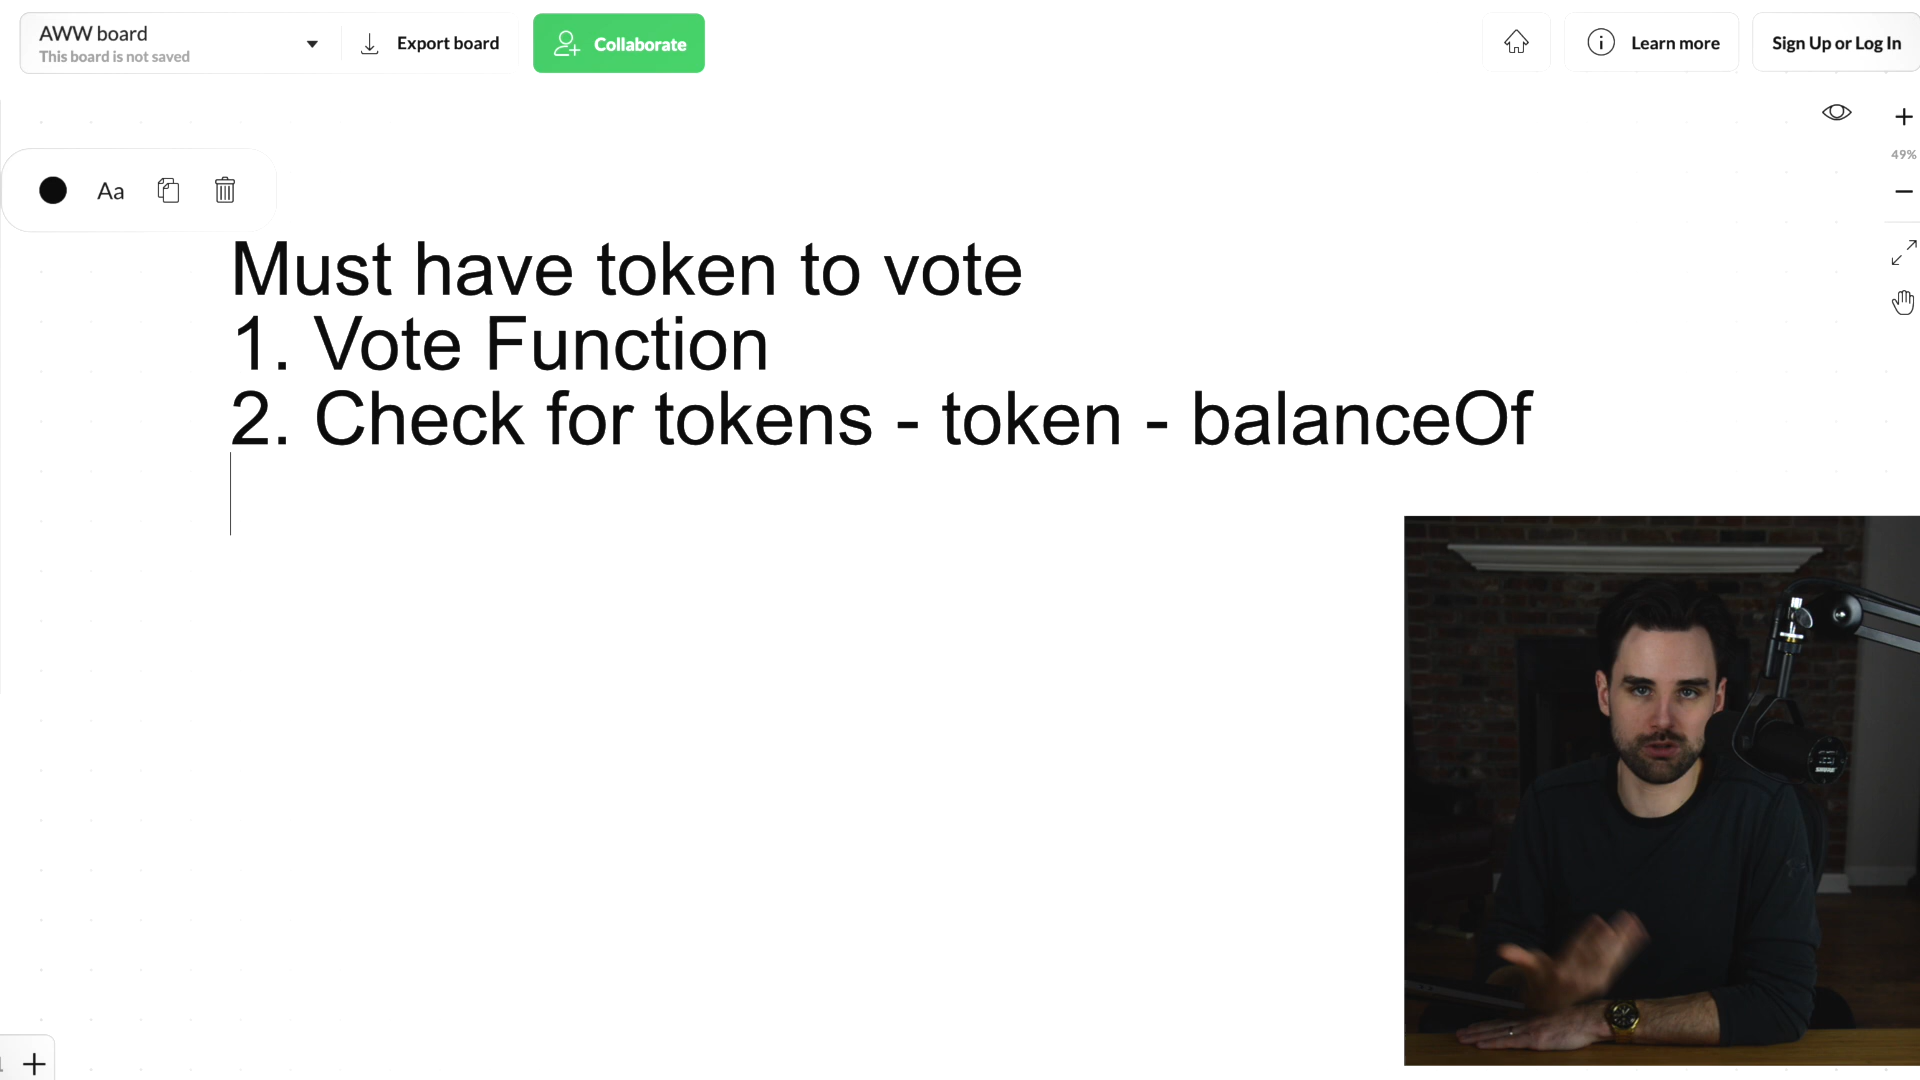 AWW board
This board is not saved
Export board
Collaborate
Learn more
Sign Up or Log In
49%
Aa
Must have token to vote
1. Vote Function
2. Check for tokens - token - balanceOf
SHURE